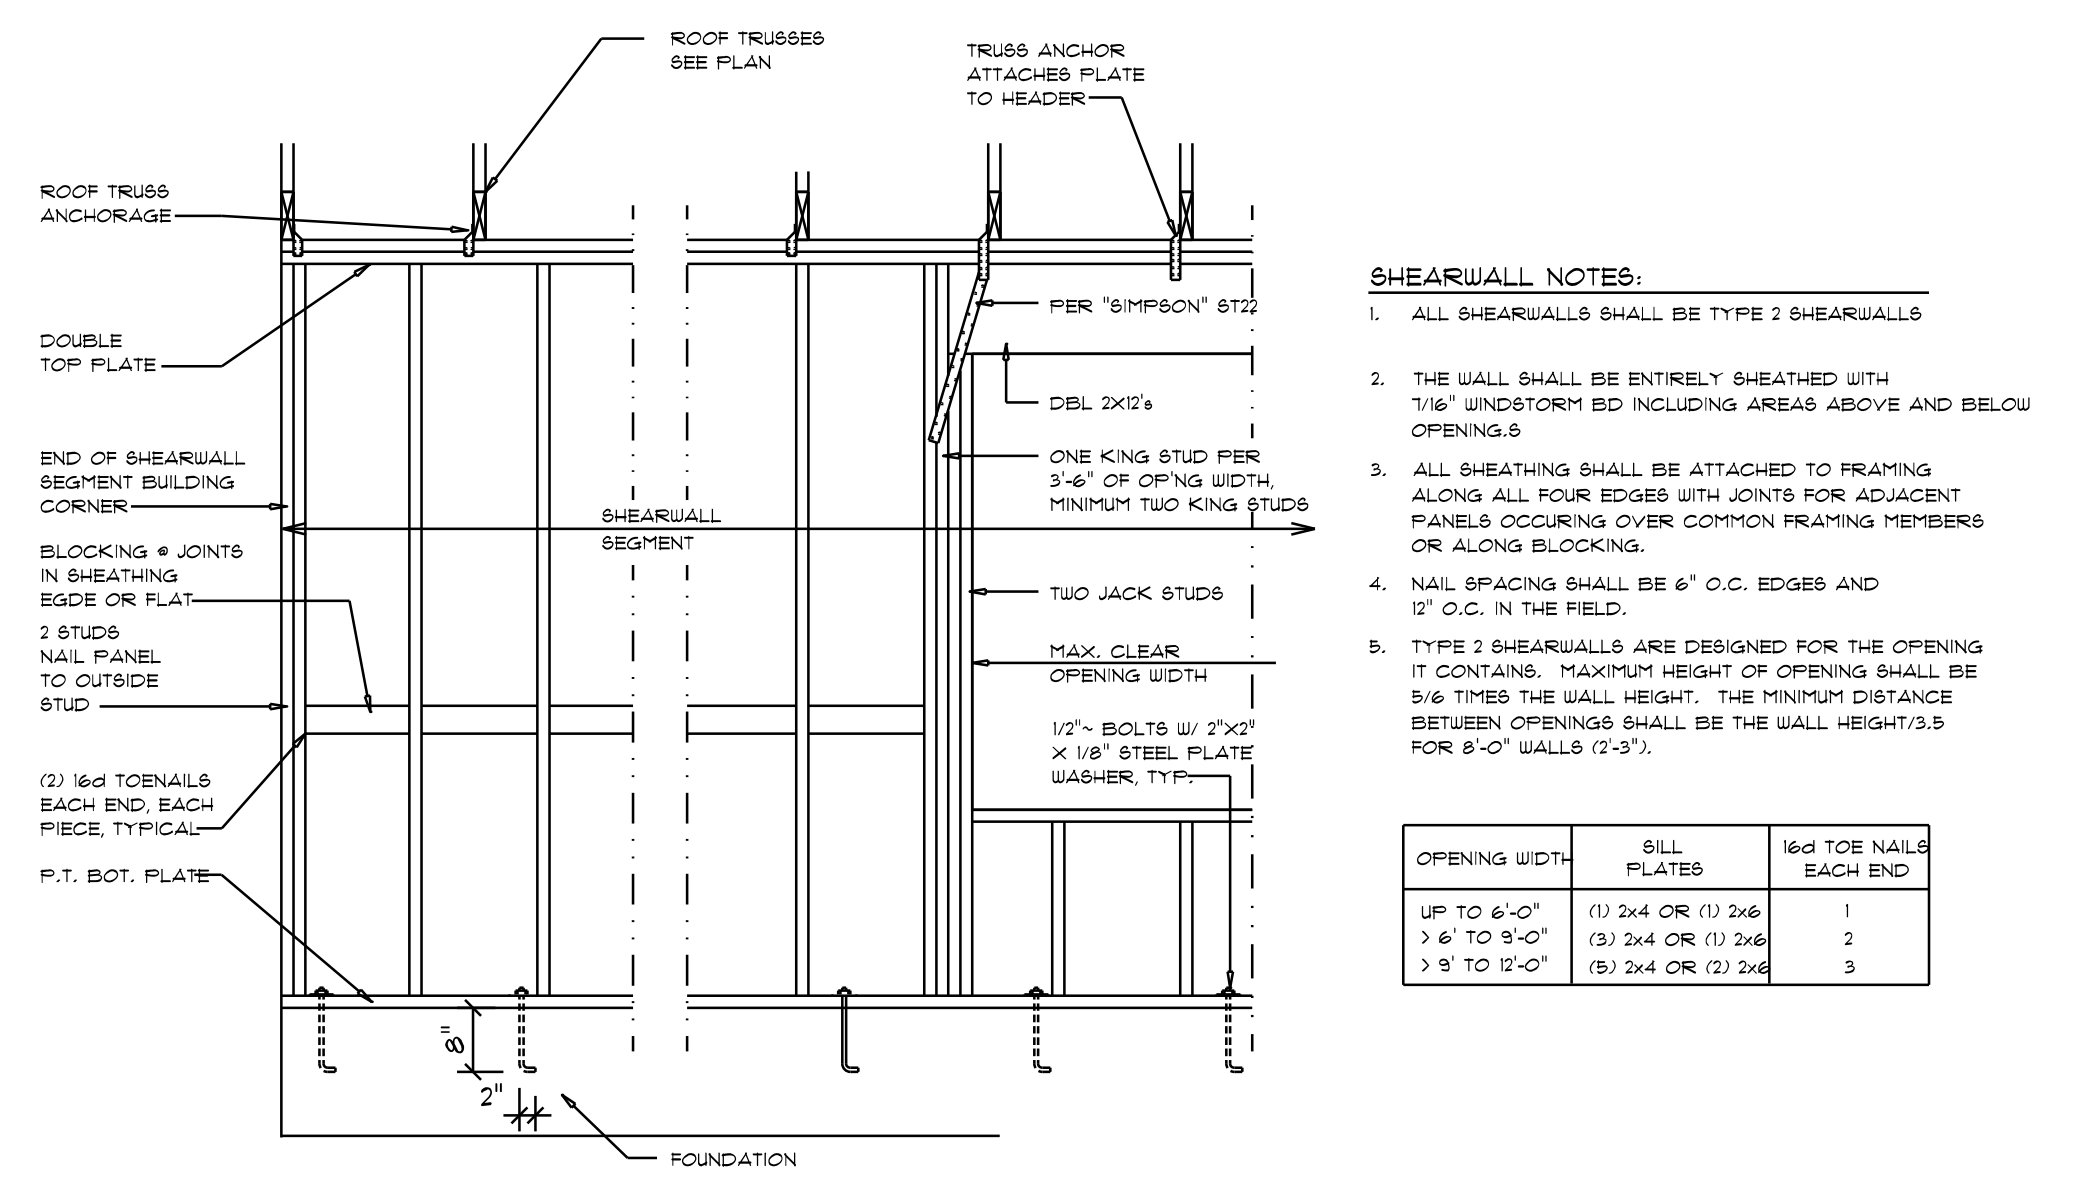 ROOF TRUSSES
SEE PLAN
TRUSS ANCHOR
ATTACHES PLATE
TO HEADER
ROOF TRUSS
ANCHORAGE
DOUBLE
TOP PLATE
END OF SHEARWALL
SEGMENT BUILDING
CORNER
BLOCKING @ JOINTS
IN SHEATHING
EGDE OR FLAT
2 STUDS
NAIL PANEL
TO OUTSIDE
STUD
(2) 16d TOENAILS
EACH END, EACH
PIECE, TYPICAL
P.T. BOT. PLATE
SHEARWALL
SEGMENT
PER "SIMPSON" ST22
DBL 2X12's
ONE KING STUD PER
3'-6" OF OP'NG WIDTH,
MINIMUM TWO KING STUDS
TWO JACK STUDS
MAX. CLEAR
OPENING WIDTH
1/2"~ BOLTS W/ 2"X2"
X 1/8" STEEL PLATE
WASHER, TYP.
8"
2"
FOUNDATION
SHEARWALL NOTES:
1. ALL SHEARWALLS SHALL BE TYPE 2 SHEARWALLS
2. THE WALL SHALL BE ENTIRELY SHEATHED WITH
7/16" WINDSTORM BD INCLUDING AREAS ABOVE AND BELOW
OPENING.S
3. ALL SHEATHING SHALL BE ATTACHED TO FRAMING
ALONG ALL FOUR EDGES WITH JOINTS FOR ADJACENT
PANELS OCCURING OVER COMMON FRAMING MEMBERS
OR ALONG BLOCKING.
4. NAIL SPACING SHALL BE 6" O.C. EDGES AND
12" O.C. IN THE FIELD.
5. TYPE 2 SHEARWALLS ARE DESIGNED FOR THE OPENING
IT CONTAINS. MAXIMUM HEIGHT OF OPENING SHALL BE
5/6 TIMES THE WALL HEIGHT. THE MINIMUM DISTANCE
BETWEEN OPENINGS SHALL BE THE WALL HEIGHT/3.5
FOR 8'-0" WALLS (2'-3").
OPENING WIDTH
SILL
PLATES
16d TOE NAILS
EACH END
UP TO 6'-0" (1) 2x4 OR (1) 2x6 1
> 6' TO 9'-0" (3) 2x4 OR (1) 2x6 2
> 9' TO 12'-0" (5) 2x4 OR (2) 2x6 3